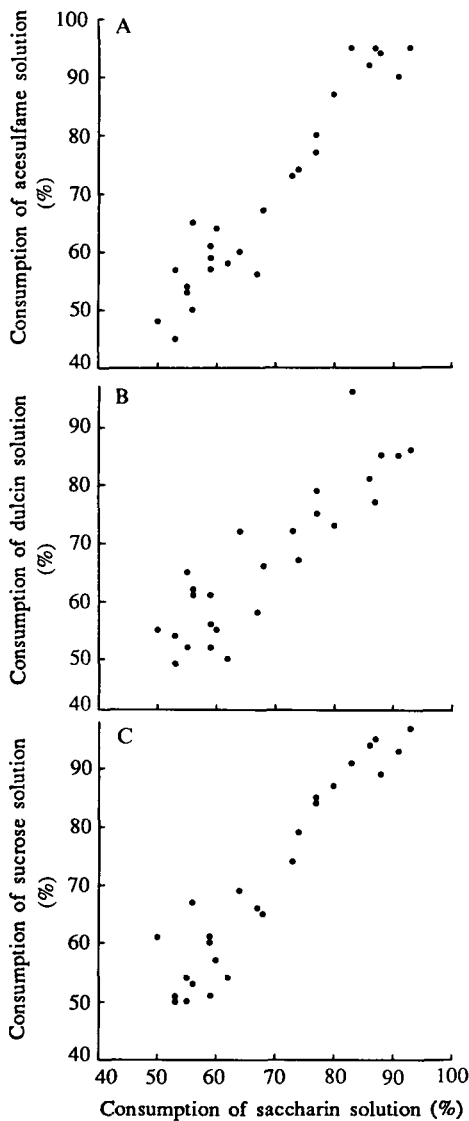 A
Consumption of acesulfame solution
(%)
100
90
80
70
60
50
40
B
Consumption of dulcin solution
(%)
90
80
70
60
50
40
C
Consumption of sucrose solution
(%)
90
80
70
60
50
40
40 50 60 70 80 90 100
Consumption of saccharin solution (%)